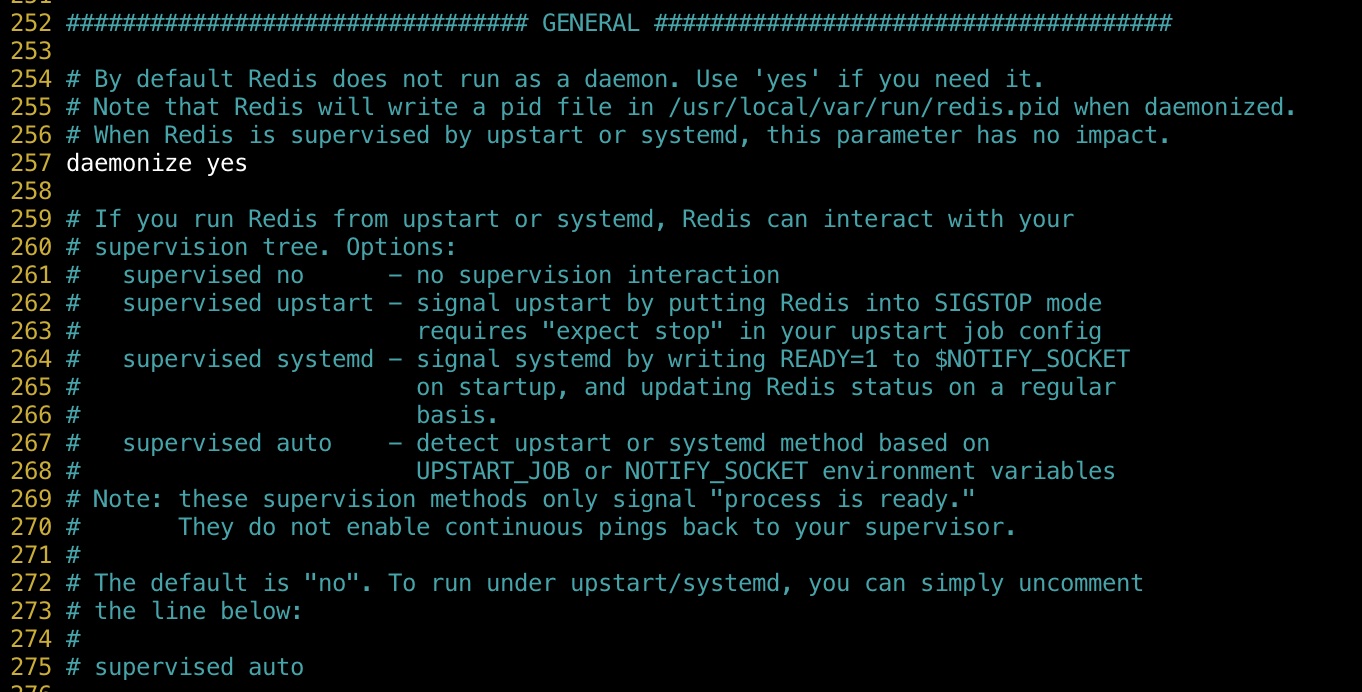 251
252 ################################# GENERAL #####################################
253
254 # By default Redis does not run as a daemon. Use 'yes' if you need it.
255 # Note that Redis will write a pid file in /usr/local/var/run/redis.pid when daemonized.
256 # When Redis is supervised by upstart or systemd, this parameter has no impact.
257 daemonize yes
258
259 # If you run Redis from upstart or systemd, Redis can interact with your
260 # supervision tree. Options:
261 #   supervised no      - no supervision interaction
262 #   supervised upstart - signal upstart by putting Redis into SIGSTOP mode
263 #                        requires "expect stop" in your upstart job config
264 #   supervised systemd - signal systemd by writing READY=1 to $NOTIFY_SOCKET
265 #                        on startup, and updating Redis status on a regular
266 #                        basis.
267 #   supervised auto    - detect upstart or systemd method based on
268 #                        UPSTART_JOB or NOTIFY_SOCKET environment variables
269 # Note: these supervision methods only signal "process is ready."
270 #       They do not enable continuous pings back to your supervisor.
271 #
272 # The default is "no". To run under upstart/systemd, you can simply uncomment
273 # the line below:
274 #
275 # supervised auto
276